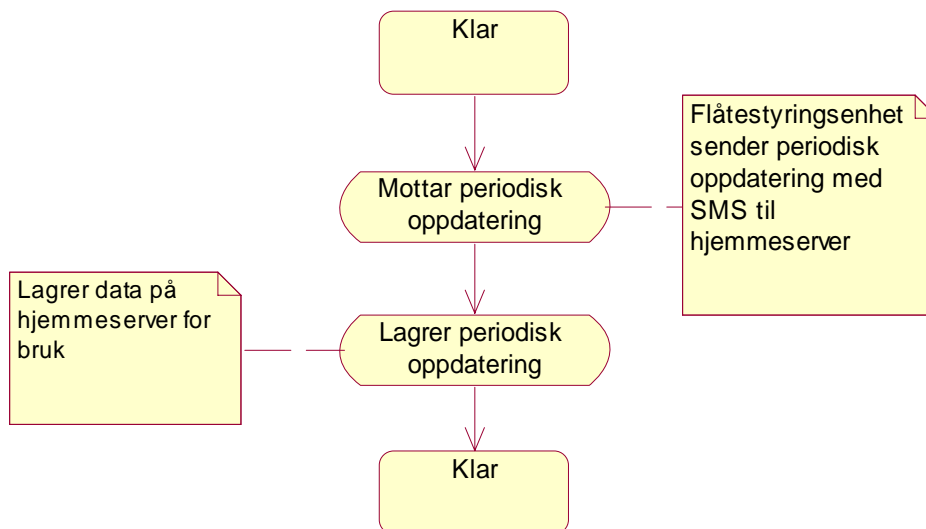 Klar
Flåtestyringsenhet
sender periodisk
oppdatering med
SMS til
hjemmeserver
Mottar periodisk
oppdatering
Lagrer data på
hjemmeserver for
bruk
Lagrer periodisk
oppdatering
Klar